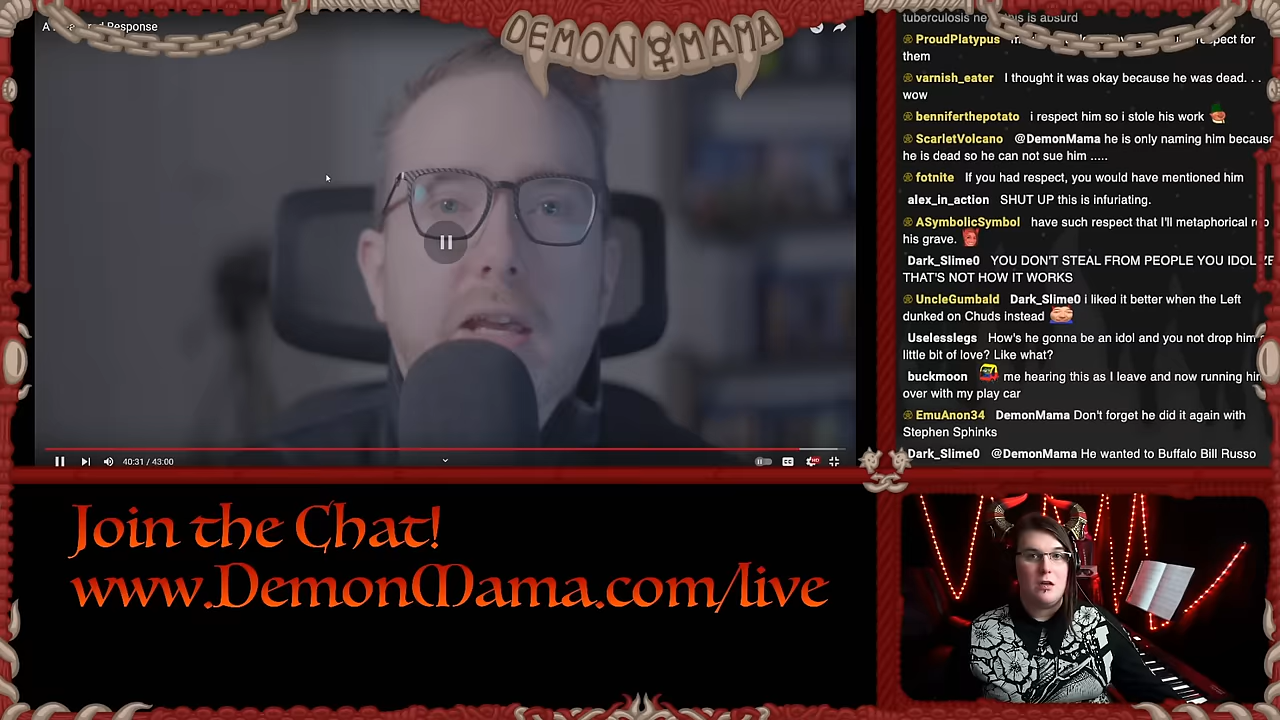 Response
DEMON MAMA
tuberculosis
is absurd
ProudPlatypus
respect for
them
varnish_eater I thought it was okay because he was dead. . .
wow
benniferthepotato i respect him so i stole his work
ScarletVolcano @DemonMama he is only naming him because
he is dead so he can not sue him .....
fotnite If you had respect, you would have mentioned him
alex_in_action SHUT UP this is infuriating.
ASymbolicSymbol have such respect that I'll metaphorical
his grave.
Dark_Slime0 YOU DON'T STEAL FROM PEOPLE YOU IDOLIZE
THAT'S NOT HOW IT WORKS
UncleGumbald Dark_Slime0 i liked it better when the Left
dunked on Chuds instead
Uselesslegs How's he gonna be an idol and you not drop him
little bit of love? Like what?
buckmoon me hearing this as I leave and now running him
over with my play car
EmuAnon34 DemonMama Don't forget he did it again with
Stephen Sphinks
Dark_Slime0 @DemonMama He wanted to Buffalo Bill Russo
40:31 / 43:00
CC
HD
Join the Chat!
www.DemonMama.com/live